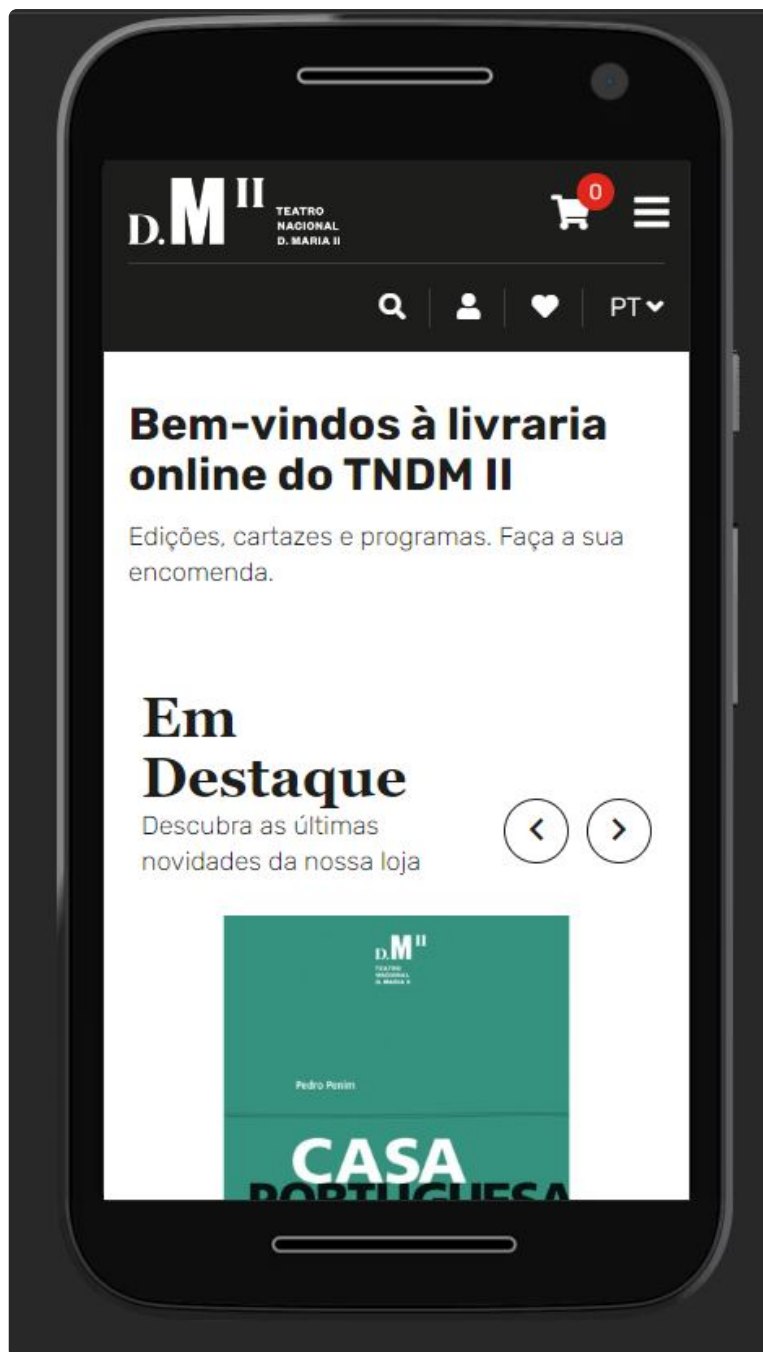 D.M II
TEATRO
NACIONAL
D. MARIA II
0
PT
Bem-vindos à livraria
online do TNDM II
Edições, cartazes e programas. Faça a sua
encomenda.
Em
Destaque
Descubra as últimas
novidades da nossa loja
D.M II
TEATRO
NACIONAL
D. MARIA II
Pedro Penim
CASA
PORTUGUESA